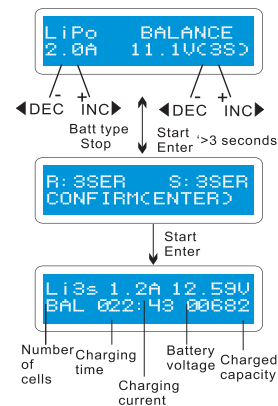 LiPo BALANCE
2.0A 11.1V(3S)
- + - +
◀DEC INC▶ ◀DEC INC▶
Batt type
Stop
Start
Enter
‘>3 seconds
R:3SER S:3SER
CONFIRM(ENTER)
Start
Enter
Li3s 1.2A 12.59V
BAL 022:43 00682
Number
of
cells
Charging
time
Charging
current
Battery
voltage
Charged
capacity